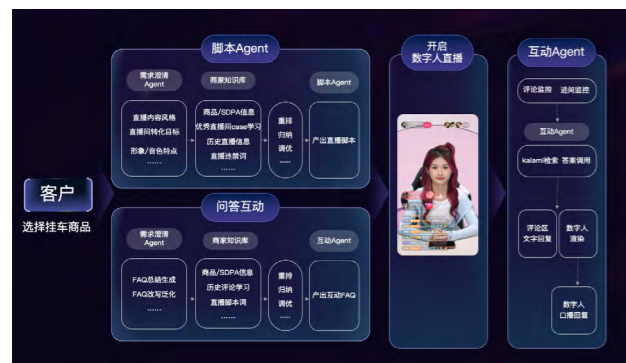 脚本Agent
需求澄清
Agent
商家知识库
脚本Agent
直播内容风格
直播间转化目标
形象/音色特点
......
商品/SDPA信息
优秀直播间case学习
历史直播信息
直播违禁词
重排
归纳
调优
......
产出直播脚本
客户
选择挂车商品
问答互动
需求澄清
Agent
商家知识库
互动Agent
FAQ总结生成
FAQ改写泛化
......
商品/SDPA信息
历史评论学习
直播脚本词
......
重排
归纳
调优
......
产出互动FAQ
开启
数字人直播
互动Agent
评论监控 进间监控
互动Agent
kalami检索 答案调用
评论区
文字回复
数字人
渲染
数字人
口播回复